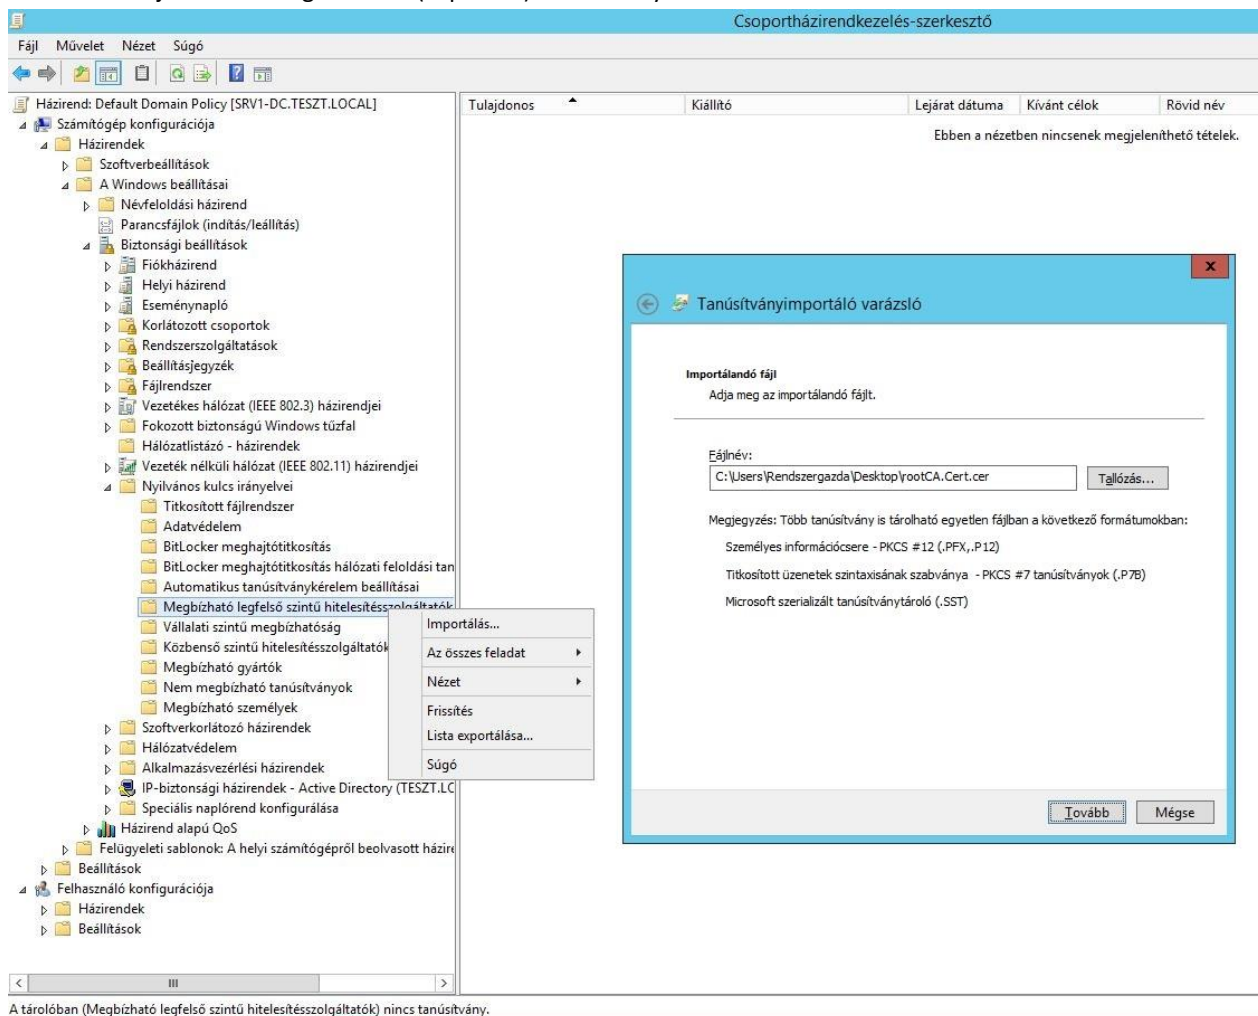 Csoportházirendkezelés-szerkesztő
Fájl Művelet Nézet Súgó
Házirend: Default Domain Policy [SRV1-DC.TESZT.LOCAL]
Számítógép konfigurációja
Házirendek
Szoftverbeállítások
A Windows beállításai
Névfeloldási házirend
Parancsfájlok (indítás/leállítás)
Biztonsági beállítások
Fiókházirend
Helyi házirend
Eseménynapló
Korlátozott csoportok
Rendszerszolgáltatások
Beállításjegyzék
Fájlrendszer
Vezetékes hálózat (IEEE 802.3) házirendjei
Fokozott biztonságú Windows tűzfal
Hálózatlistázó - házirendek
Vezeték nélküli hálózat (IEEE 802.11) házirendjei
Nyilvános kulcs irányelvei
Titkosított fájlrendszer
Adatvédelem
BitLocker meghajtótitkosítás
BitLocker meghajtótitkosítás hálózati feloldási tan
Automatikus tanúsítványkérelem beállításai
Megbízható legfelső szintű hitelesítésszolgáltatók
Vállalati szintű megbízhatóság
Közbenső szintű hitelesítésszolgáltatók
Megbízható gyártók
Nem megbízható tanúsítványok
Megbízható személyek
Szoftverkorlátozó házirendek
Hálózatvédelem
Alkalmazásvezérlési házirendek
IP-biztonsági házirendek - Active Directory (TESZT.LC
Speciális naplórend konfigurálása
Házirend alapú QoS
Felügyeleti sablonok: A helyi számítógépről beolvasott házire
Beállítások
Felhasználó konfigurációja
Házirendek
Beállítások
Tulajdonos Kiállító Lejárat dátuma Kívánt célok Rövid név
Ebben a nézetben nincsenek megjeleníthető tételek.
Importálás...
Az összes feladat
Nézet
Frissítés
Lista exportálása...
Súgó
x
Tanúsítványimportáló varázsló
Importálandó fájl
Adja meg az importálandó fájlt.
Fájlnév:
C:\Users\Rendszergazda\Desktop\rootCA.Cert.cer Tallózás...
Megjegyzés: Több tanúsítvány is tárolható egyetlen fájlban a következő formátumokban:
Személyes információcsere - PKCS #12 (.PFX,.P12)
Titkosított üzenetek szintaxisának szabványa - PKCS #7 tanúsítványok (.P7B)
Microsoft szerializált tanúsítványtároló (.SST)
Tovább Mégse
A tárolóban (Megbízható legfelső szintű hitelesítésszolgáltatók) nincs tanúsítvány.